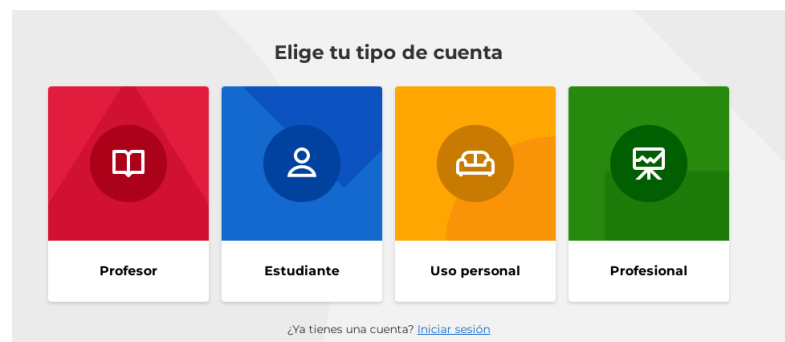 Elige tu tipo de cuenta
Profesor
Estudiante
Uso personal
Profesional
¿Ya tienes una cuenta? Iniciar sesión